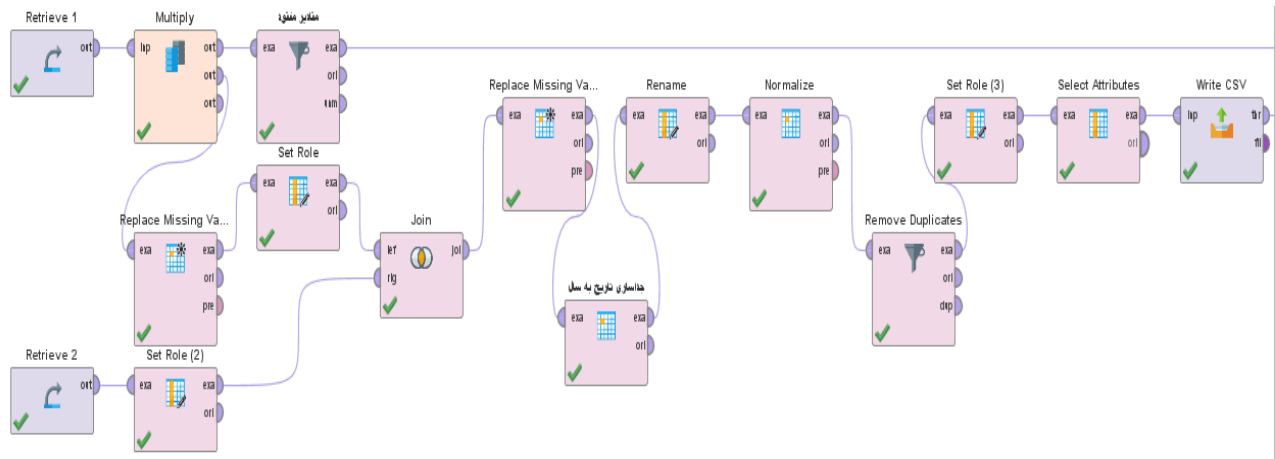 Retrieve 1
out
Multiply
inp
out
out
out
مقادیر مفقود
exa
exa
ori
unm
Replace Missing Va...
exa
exa
ori
pre
Set Role
exa
exa
ori
Retrieve 2
out
Set Role (2)
exa
exa
ori
Join
lef
rig
joi
Replace Missing Va...
exa
exa
ori
pre
جداسازی تاریخ به سال
exa
exa
ori
Rename
exa
exa
ori
Normalize
exa
exa
ori
pre
Remove Duplicates
exa
exa
ori
dup
Set Role (3)
exa
exa
ori
Select Attributes
exa
exa
ori
Write CSV
inp
thr
fil